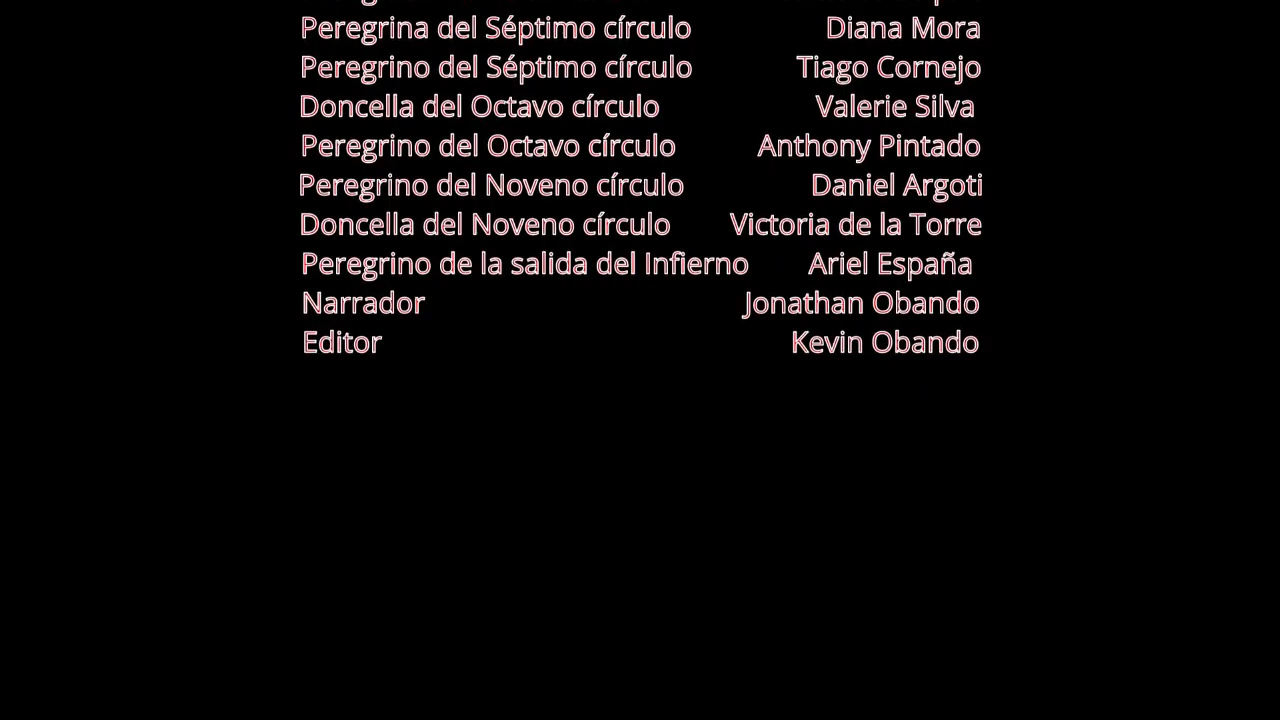 Peregrina del Séptimo círculo Diana Mora
Peregrino del Séptimo círculo Tiago Cornejo
Doncella del Octavo círculo Valerie Silva
Peregrino del Octavo círculo Anthony Pintado
Peregrino del Noveno círculo Daniel Argoti
Doncella del Noveno círculo Victoria de la Torre
Peregrino de la salida del Infierno Ariel España
Narrador Jonathan Obando
Editor Kevin Obando